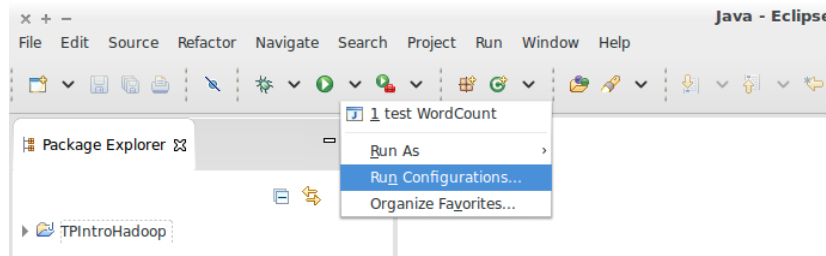 Java - Eclipse
File Edit Source Refactor Navigate Search Project Run Window Help
1 test WordCount
Package Explorer
Run As
Run Configurations...
Organize Favorites...
TPIntroHadoop